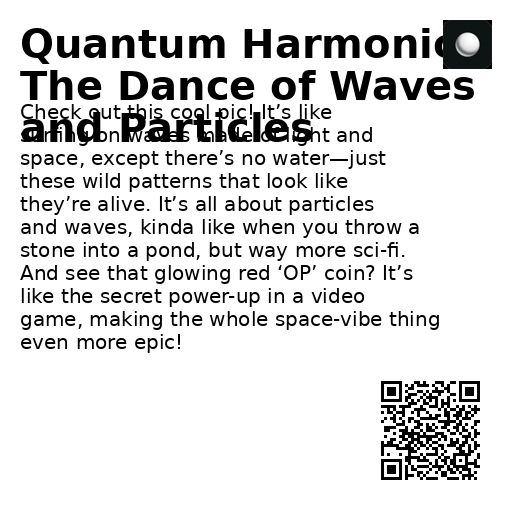 Quantum Harmonic
The Dance of Waves
and Particles
Check out this cool pic! It’s like
surfing on waves made of light and
space, except there’s no water—just
these wild patterns that look like
they’re alive. It’s all about particles
and waves, kinda like when you throw a
stone into a pond, but way more sci-fi.
And see that glowing red ‘OP’ coin? It’s
like the secret power-up in a video
game, making the whole space-vibe thing
even more epic!